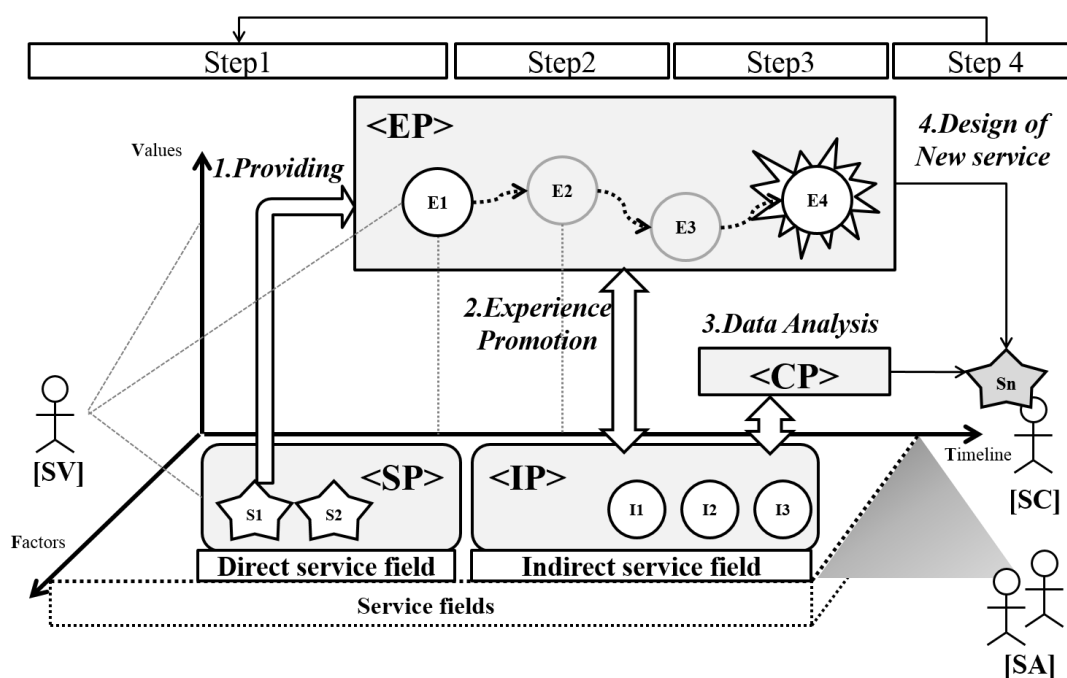 Step1
Step2
Step3
Step 4
<EP>
4.Design of
New service
Values
1.Providing
E1
E2
E3
E4
2.Experience
Promotion
3.Data Analysis
<CP>
Sn
[SV]
Timeline
<SP>
<IP>
[SC]
S1
S2
I1
I2
I3
Factors
Direct service field
Indirect service field
Service fields
[SA]